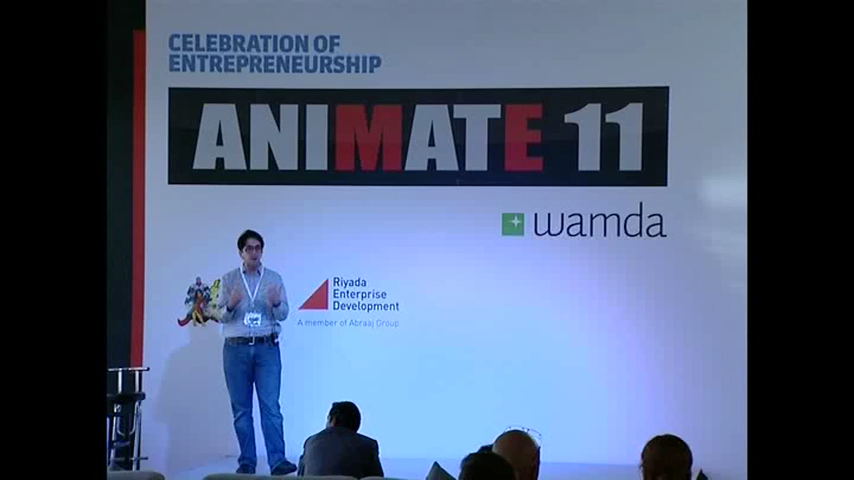 CELEBRATION OF
ENTREPRENEURSHIP
ANIMATE 11
wamda
Riyada
Enterprise
Development
A member of Abraaj Group